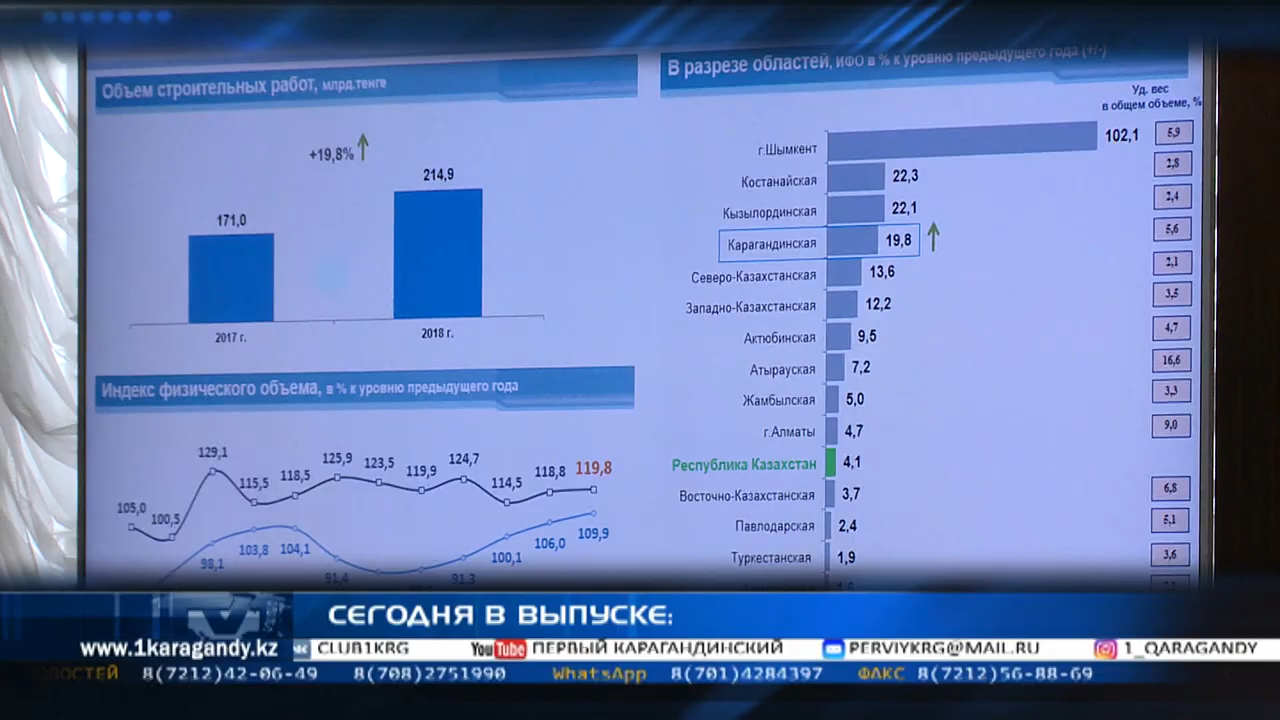 Объем строительных работ, млрд.тенге
+19,8%
171,0
214,9
2017 г.
2018 г.
Индекс физического объема, в % к уровню предыдущего года
105,0
100,5
129,1
115,5
118,5
125,9
123,5
119,9
124,7
114,5
118,8
119,8
98,1
103,8
104,1
91,4
91,3
100,1
106,0
109,9
В разрезе областей, ИФО в % к уровню предыдущего года (+/-)
Уд. вес
в общем объеме, %
г.Шымкент 102,1 5,9
Костанайская 22,3 2,8
Кызылординская 22,1 2,4
Карагандинская 19,8 5,6
Северо-Казахстанская 13,6 2,1
Западно-Казахстанская 12,2 3,5
Актюбинская 9,5 4,7
Атырауская 7,2 16,6
Жамбылская 5,0 3,3
г.Алматы 4,7 9,0
Республика Казахстан 4,1
Восточно-Казахстанская 3,7 6,8
Павлодарская 2,4 5,1
Туркестанская 1,9 3,6
СЕГОДНЯ В ВЫПУСКЕ:
www.1karagandy.kz CLUB1KRG YouTube ПЕРВЫЙ КАРАГАНДИНСКИЙ PERVIYKRG@MAIL.RU 1_QARAGANDY
НОВОСТЕЙ 8(7212)42-06-49 8(708)2751990 WhatsApp 8(701)4284397 ФАКС 8(7212)56-88-69